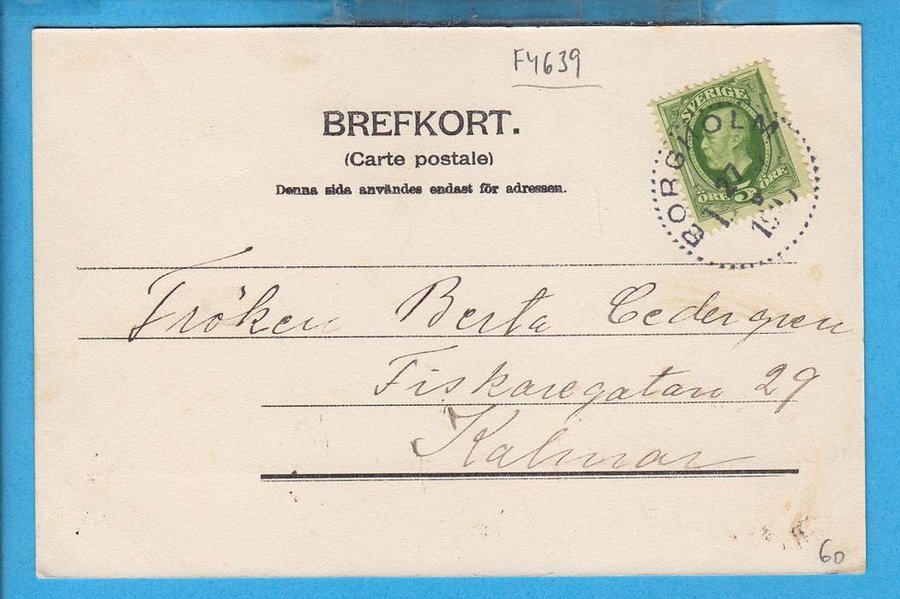 F4639
BREFKORT.
(Carte postale)
Denna sida användes endast för adressen.
SVERIGE
ÖRE 5 ÖRE
BORGHOLM
27
Fröken Berta Cedergren
Fiskaregatan 29
Kalmar
60